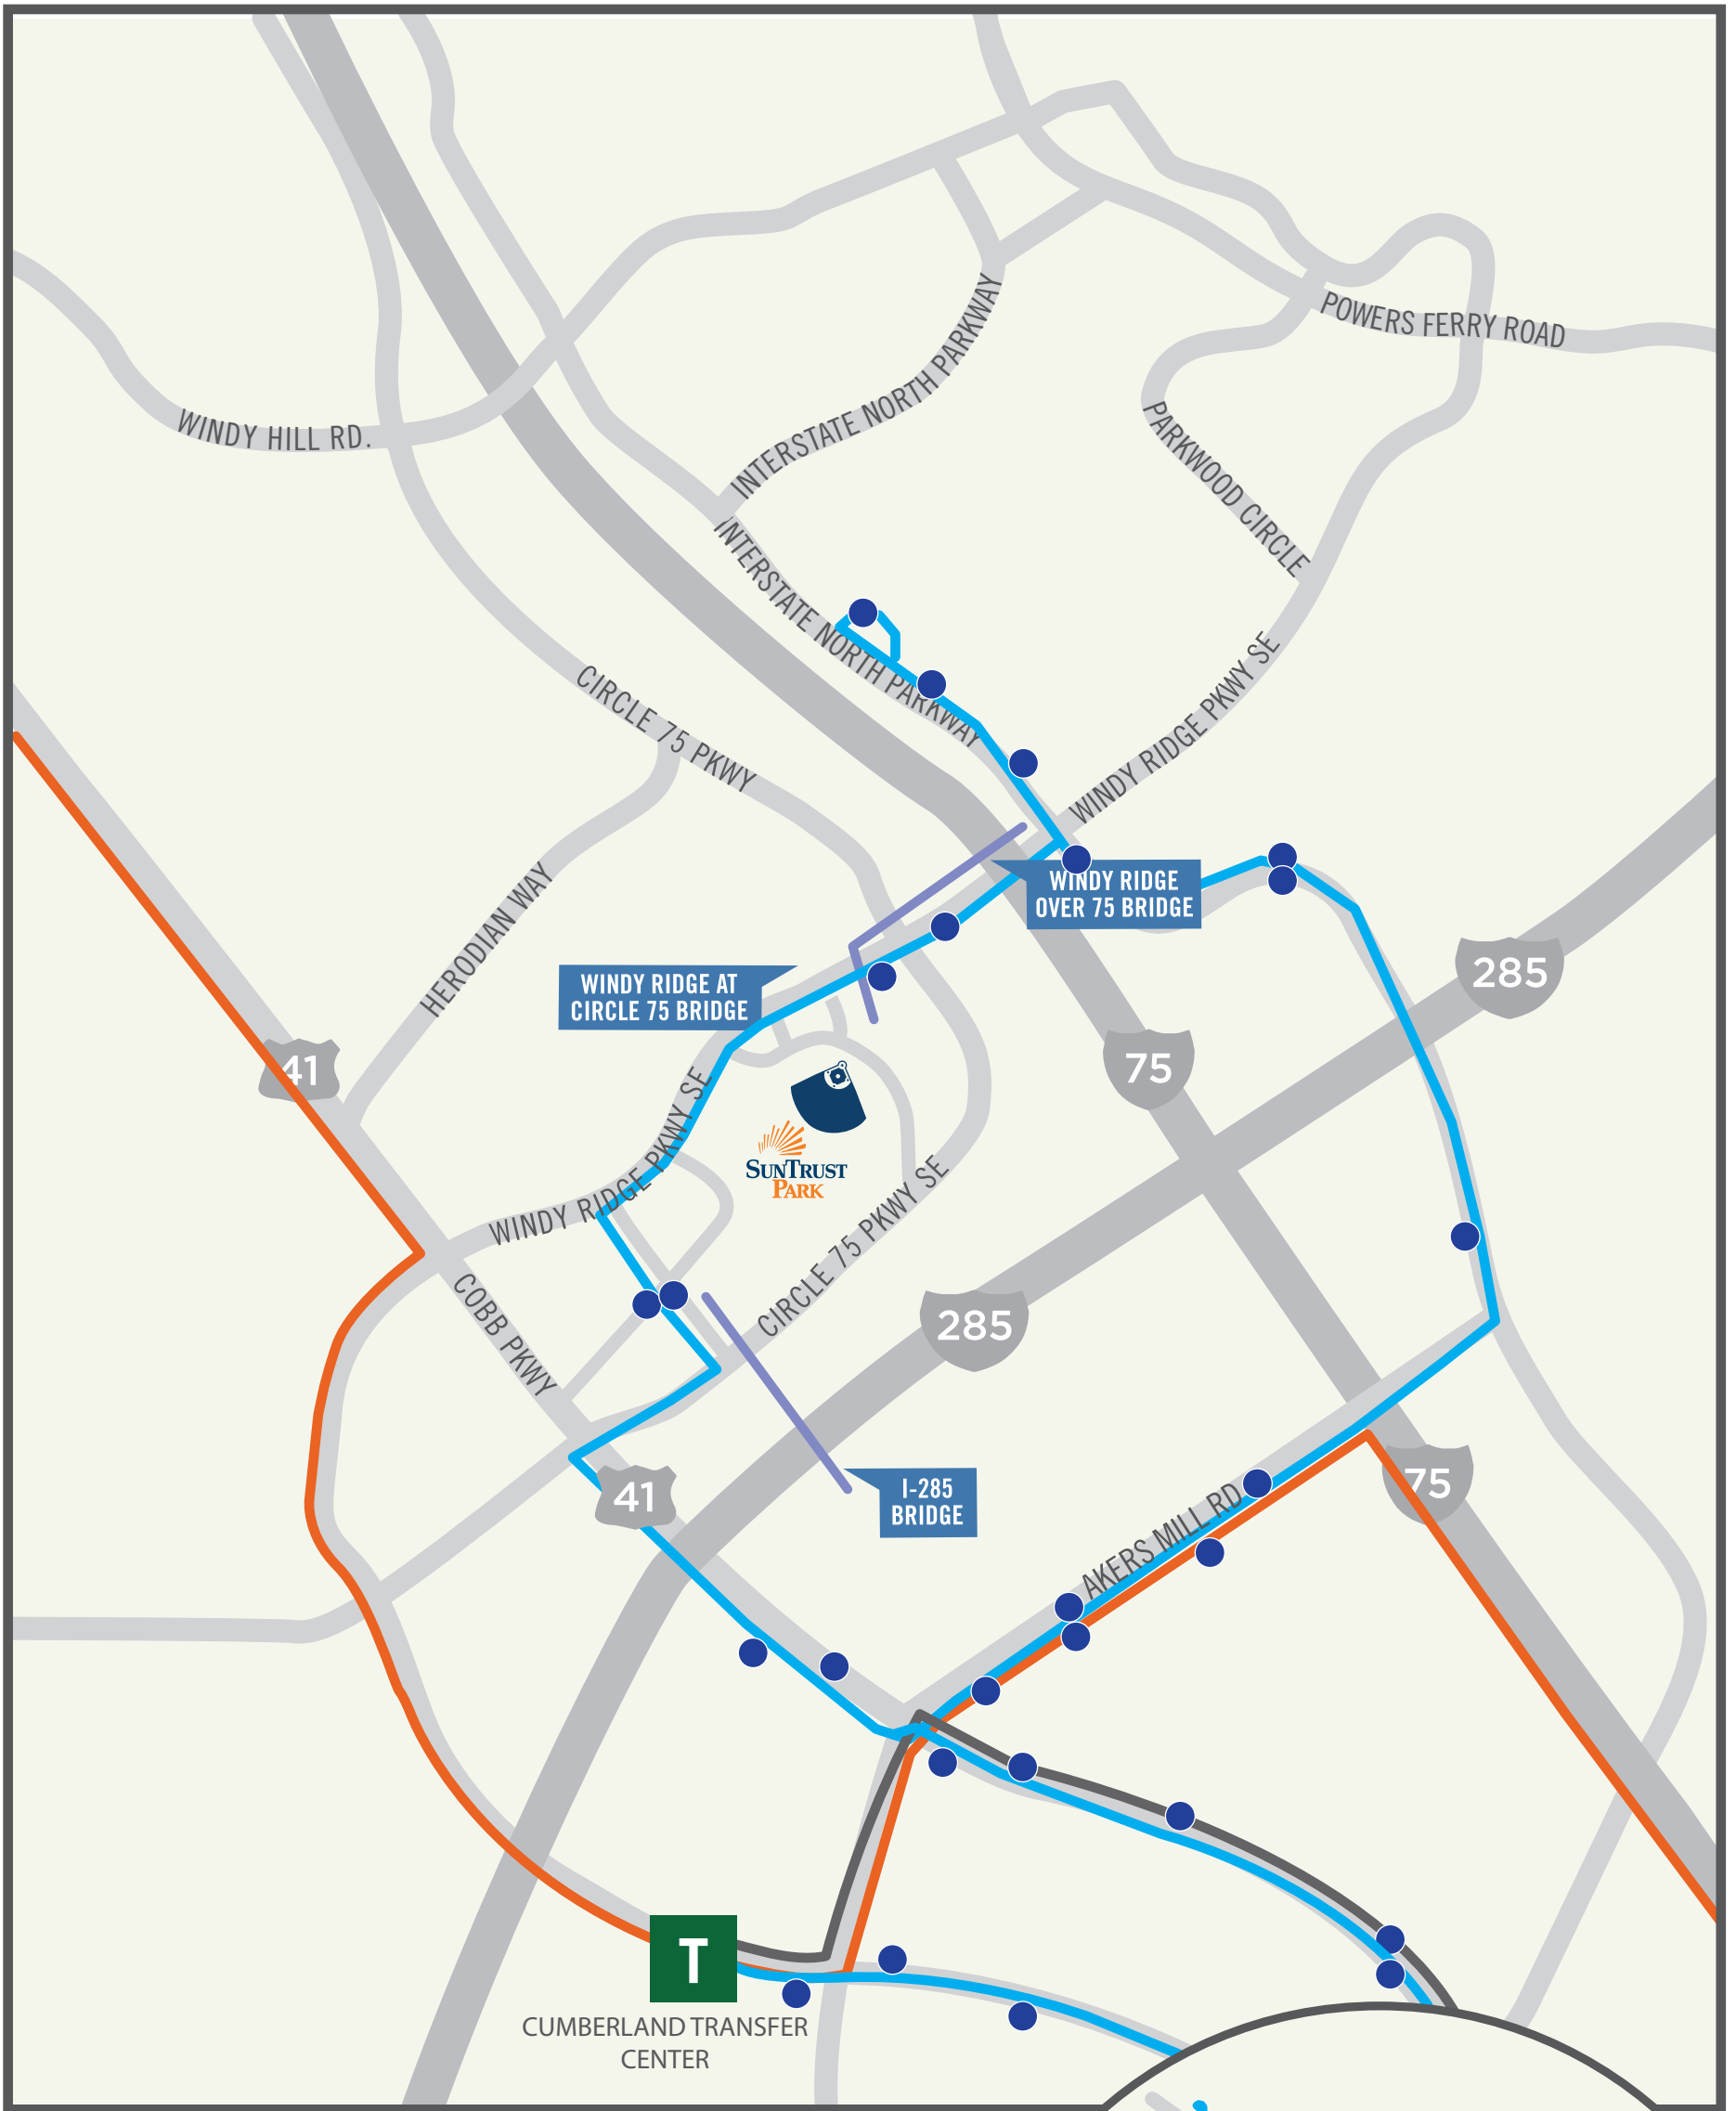 POWERS FERRY ROAD
INTERSTATE NORTH PARKWAY
WINDY HILL RD.
PARKWOOD CIRCLE
INTERSTATE NORTH PARKWAY
CIRCLE 75 PKWY
WINDY RIDGE PKWY SE
HERODIAN WAY
WINDY RIDGE
OVER 75 BRIDGE
285
WINDY RIDGE AT
CIRCLE 75 BRIDGE
41
75
WINDY RIDGE PKWY SE
SUNTRUST
PARK
CIRCLE 75 PKWY SE
COBB PKWY
285
41
I-285
BRIDGE
75
AKERS MILL RD
T
CUMBERLAND TRANSFER
CENTER